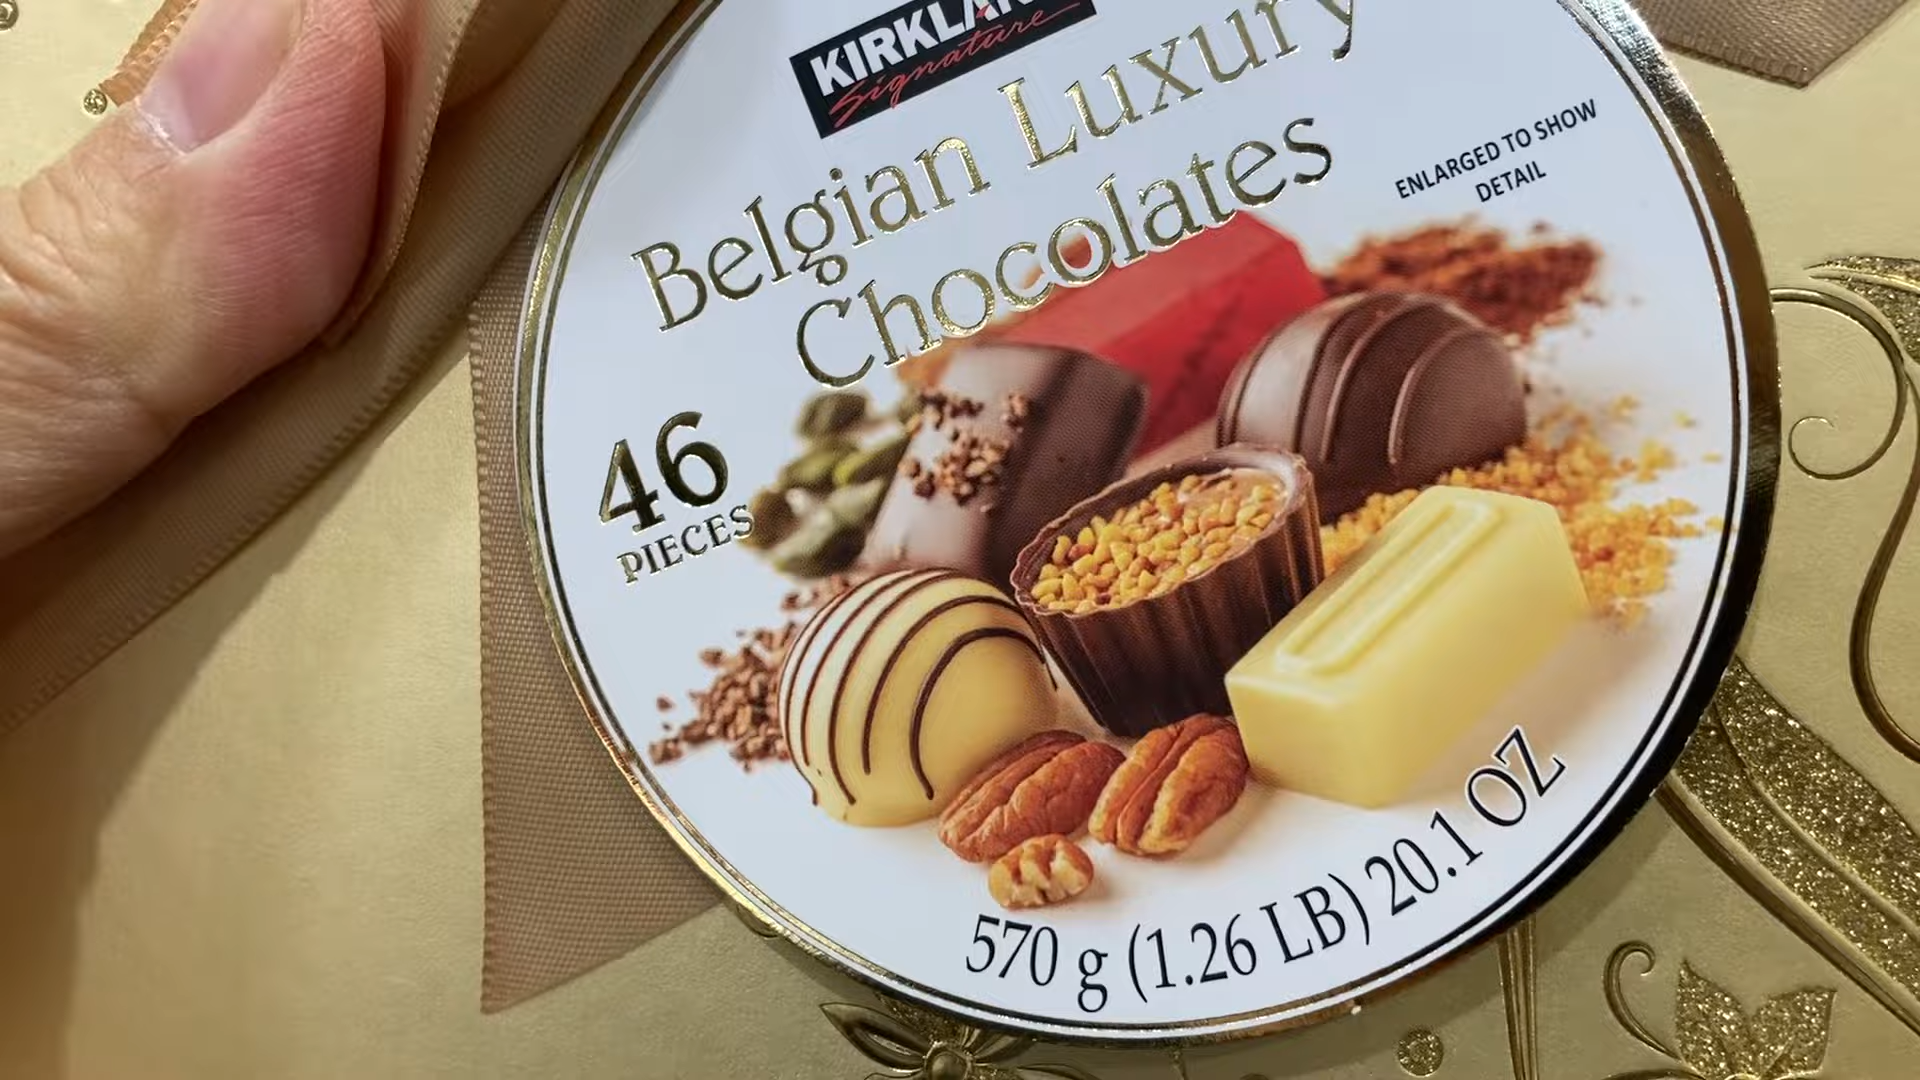 KIRKLAND
Signature
Belgian Luxury
Chocolates
ENLARGED TO SHOW
DETAIL
46
PIECES
570 g (1.26 LB) 20.1 OZ